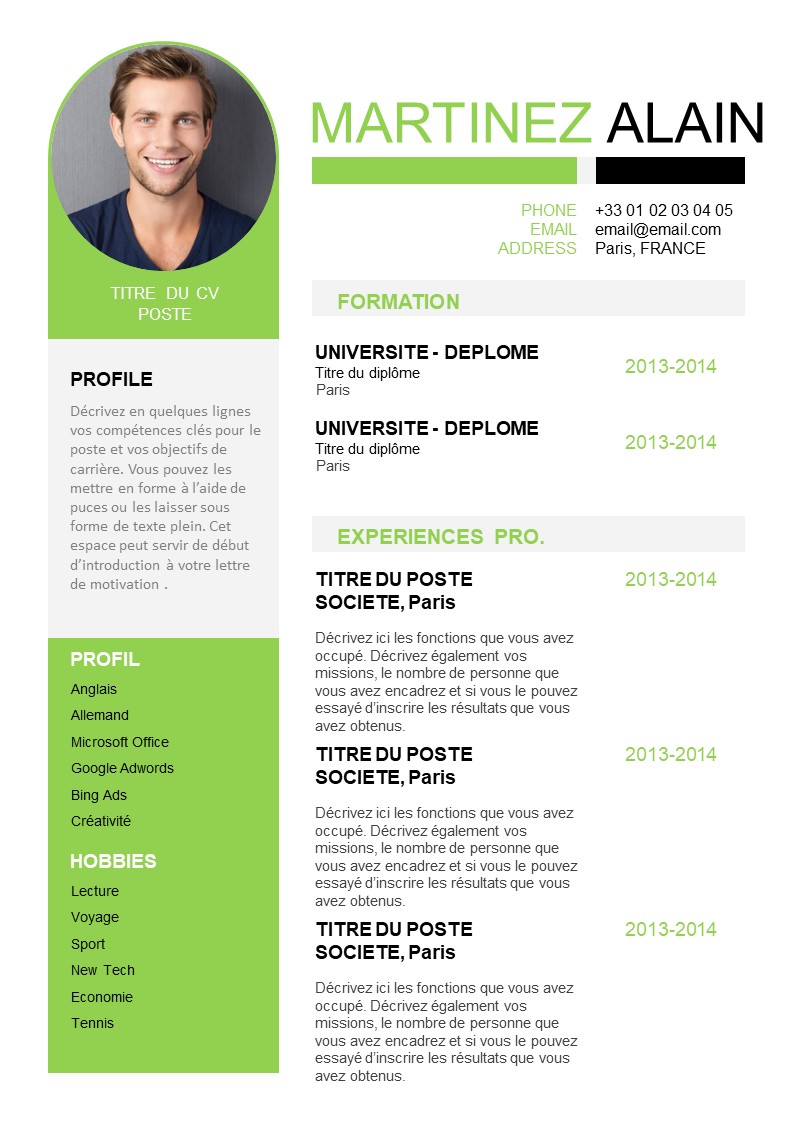 MARTINEZ ALAIN
PHONE +33 01 02 03 04 05
EMAIL email@email.com
ADDRESS Paris, FRANCE
TITRE DU CV
POSTE
PROFILE
Décrivez en quelques lignes
vos compétences clés pour le
poste et vos objectifs de
carrière. Vous pouvez les
mettre en forme à l’aide de
puces ou les laisser sous
forme de texte plein. Cet
espace peut servir de début
d’introduction à votre lettre
de motivation .
PROFIL
Anglais
Allemand
Microsoft Office
Google Adwords
Bing Ads
Créativité
HOBBIES
Lecture
Voyage
Sport
New Tech
Economie
Tennis
FORMATION
UNIVERSITE - DEPLOME
2013-2014
Titre du diplôme
Paris
UNIVERSITE - DEPLOME
2013-2014
Titre du diplôme
Paris
EXPERIENCES PRO.
TITRE DU POSTE 2013-2014
SOCIETE, Paris
Décrivez ici les fonctions que vous avez
occupé. Décrivez également vos
missions, le nombre de personne que
vous avez encadrez et si vous le pouvez
essayé d’inscrire les résultats que vous
avez obtenus.
TITRE DU POSTE 2013-2014
SOCIETE, Paris
Décrivez ici les fonctions que vous avez
occupé. Décrivez également vos
missions, le nombre de personne que
vous avez encadrez et si vous le pouvez
essayé d’inscrire les résultats que vous
avez obtenus.
TITRE DU POSTE 2013-2014
SOCIETE, Paris
Décrivez ici les fonctions que vous avez
occupé. Décrivez également vos
missions, le nombre de personne que
vous avez encadrez et si vous le pouvez
essayé d’inscrire les résultats que vous
avez obtenus.